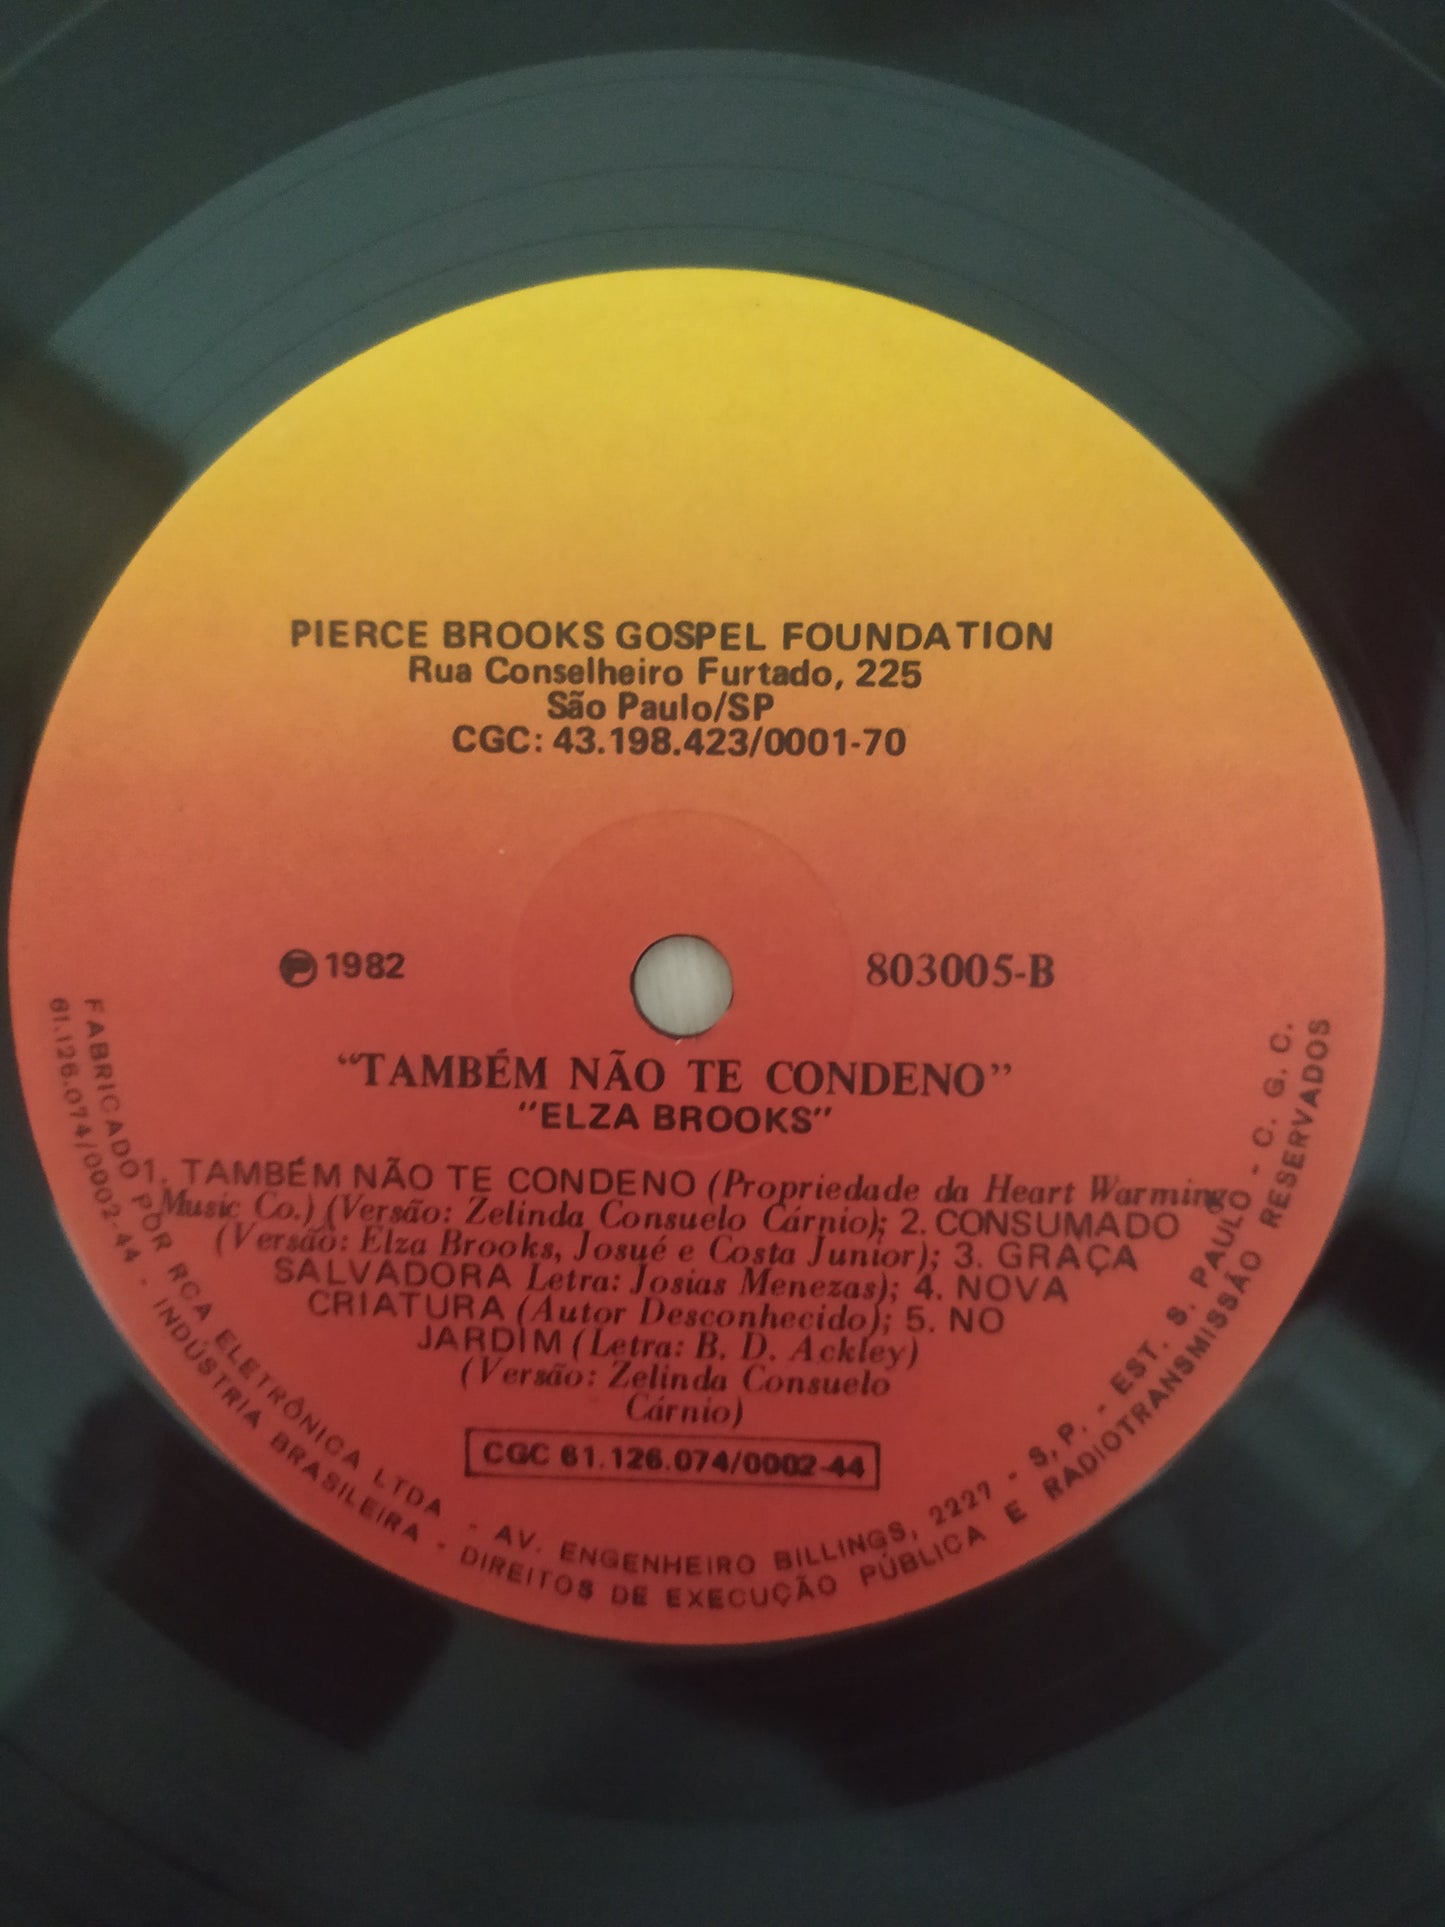 PIERCE BROOKS GOSPEL FOUNDATION
Rua Conselheiro Furtado, 225
São Paulo/SP
CGC: 43.198.423/0001-70
℗ 1982
803005-B
“TAMBÉM NÃO TE CONDENO”
"ELZA BROOKS"
1. TAMBÉM NÃO TE CONDENO (Propriedade da Heart Warming
Music Co.) (Versão: Zelinda Consuelo Cárnio); 2. CONSUMADO
(Versão: Elza Brooks, Josué e Costa Junior); 3. GRAÇA
SALVADORA Letra: Josias Menezas); 4. NOVA
CRIATURA (Autor Desconhecido); 5. NO
JARDIM (Letra: B. D. Ackley)
(Versão: Zelinda Consuelo
Cárnio)
CGC 61.126.074/0002-44
FABRICADO POR RCA ELETRÔNICA LTDA - AV. ENGENHEIRO BILLINGS, 2227 - S. P. - EST. S. PAULO - C. G. C.
61.126.074/0002-44 - INDÚSTRIA BRASILEIRA - DIREITOS DE EXECUÇÃO PÚBLICA E RADIOTRANSMISSÃO RESERVADOS